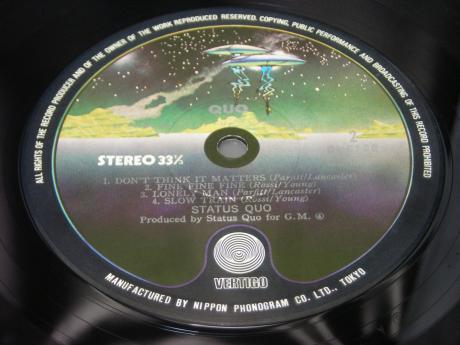 ALL RIGHTS OF THE RECORD PRODUCER AND OF THE OWNER OF THE WORK REPRODUCED RESERVED. COPYING, PUBLIC PERFORMANCE AND BROADCASTING OF THIS RECORD PROHIBITED
QUO
2
STEREO 33⅓
1. DON'T THINK IT MATTERS (Parfitt/Lancaster)
2. FINE FINE FINE (Rossi/Young)
3. LONELY MAN (Parfitt/Lancaster)
4. SLOW TRAIN (Rossi/Young)
STATUS QUO
Produced by Status Quo for G.M. ④
VERTIGO
MANUFACTURED BY NIPPON PHONOGRAM CO. LTD., TOKYO